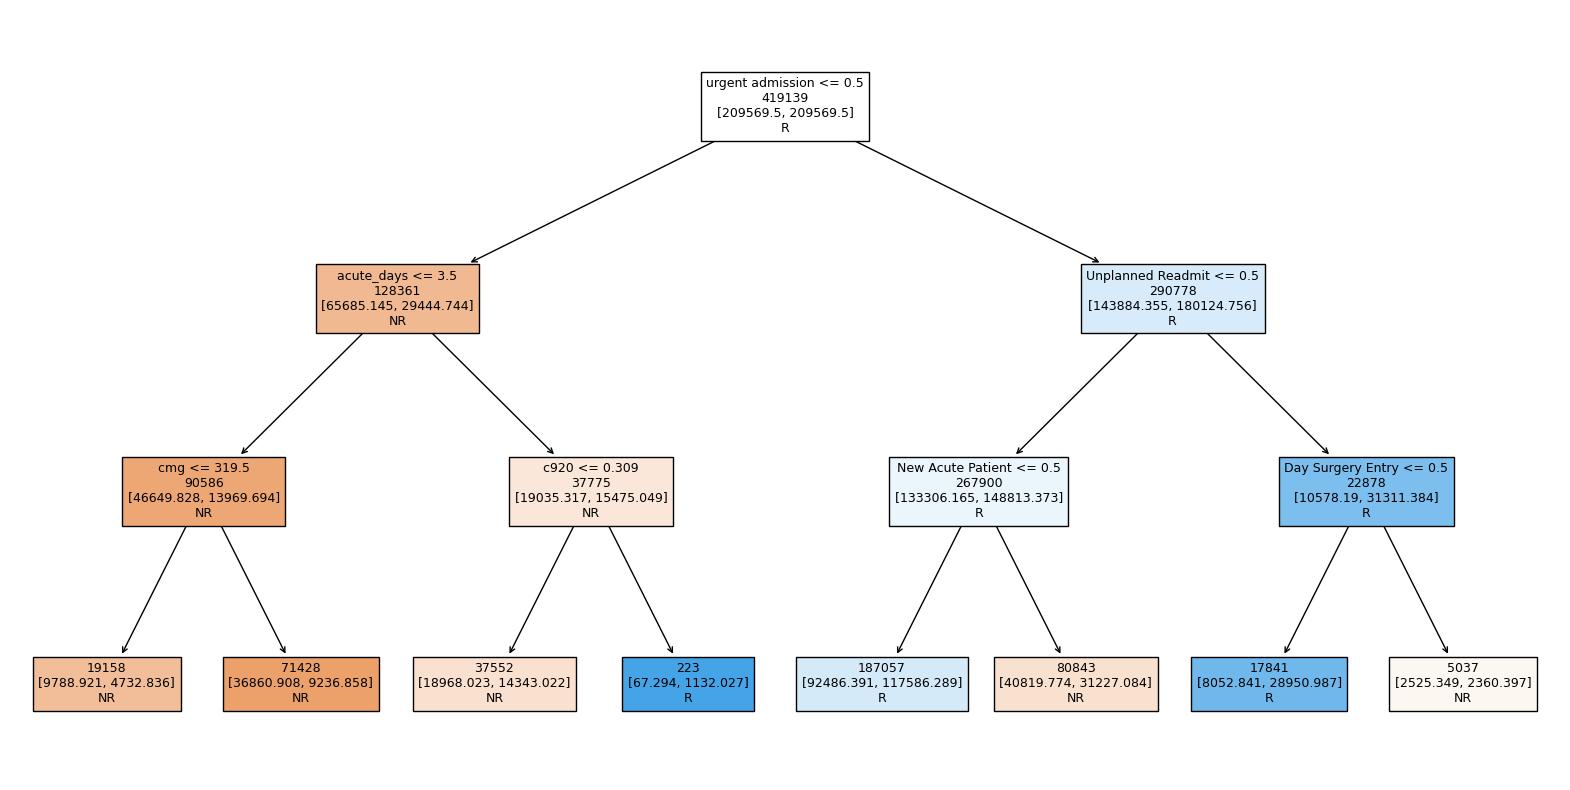 urgent admission <= 0.5
419139
[209569.5, 209569.5]
R
acute_days <= 3.5
128361
[65685.145, 29444.744]
NR
Unplanned Readmit <= 0.5
290778
[143884.355, 180124.756]
R
cmg <= 319.5
90586
[46649.828, 13969.694]
NR
c920 <= 0.309
37775
[19035.317, 15475.049]
NR
New Acute Patient <= 0.5
267900
[133306.165, 148813.373]
R
Day Surgery Entry <= 0.5
22878
[10578.19, 31311.384]
R
19158
[9788.921, 4732.836]
NR
71428
[36860.908, 9236.858]
NR
37552
[18968.023, 14343.022]
NR
223
[67.294, 1132.027]
R
187057
[92486.391, 117586.289]
R
80843
[40819.774, 31227.084]
NR
17841
[8052.841, 28950.987]
R
5037
[2525.349, 2360.397]
NR